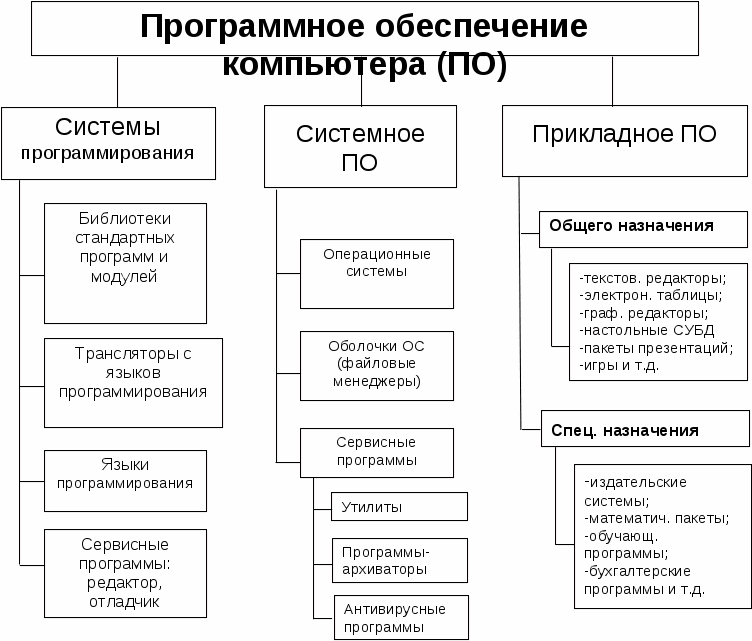 Программное обеспечение
компьютера (ПО)
Системы
программирования
Библиотеки
стандартных
программ и
модулей
Трансляторы с
языков
программирования
Языки
программирования
Сервисные
программы:
редактор,
отладчик
Системное
ПО
Операционные
системы
Оболочки ОС
(файловые
менеджеры)
Сервисные
программы
Утилиты
Программы-
архиваторы
Антивирусные
программы
Прикладное ПО
Общего назначения
-текстов. редакторы;
-электрон. таблицы;
-граф. редакторы;
-настольные СУБД
-пакеты презентаций;
-игры и т.д.
Спец. назначения
-издательские
системы;
-математич. пакеты;
-обучающ.
программы;
-бухгалтерские
программы и т.д.